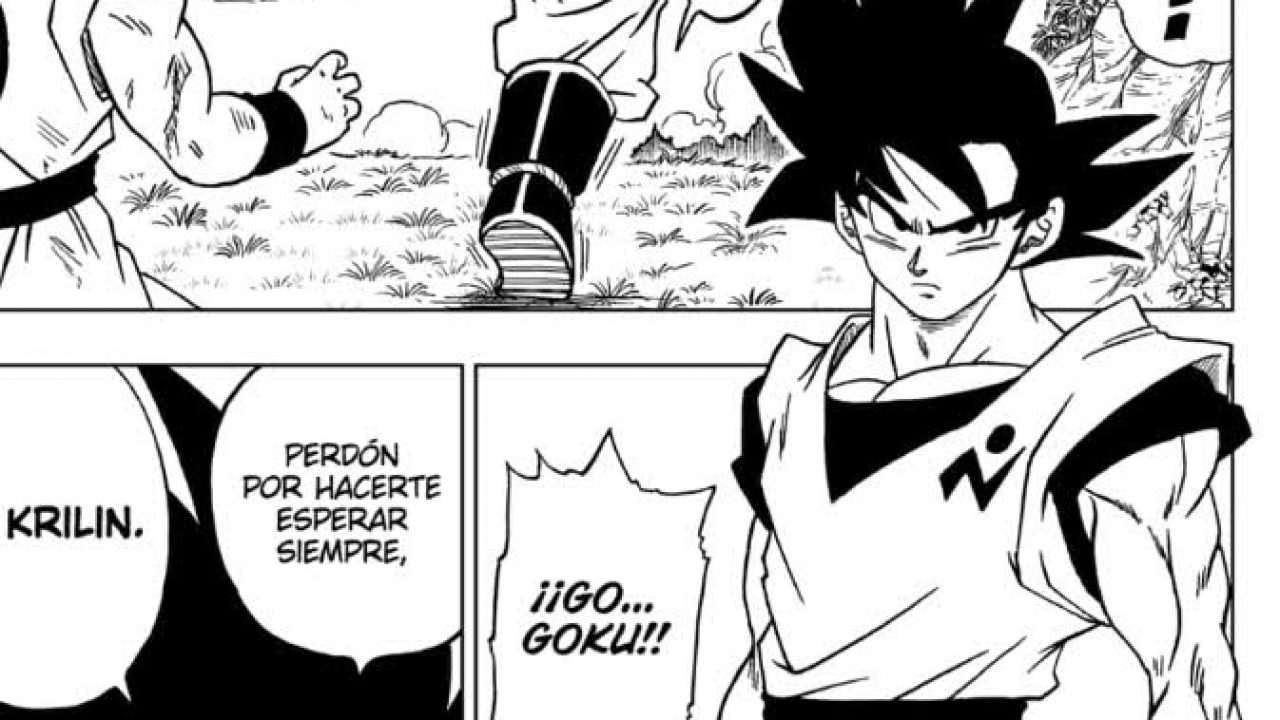 ¡¡GO...
GOKU!!
PERDÓN
POR HACERTE
ESPERAR
SIEMPRE,
KRILIN.